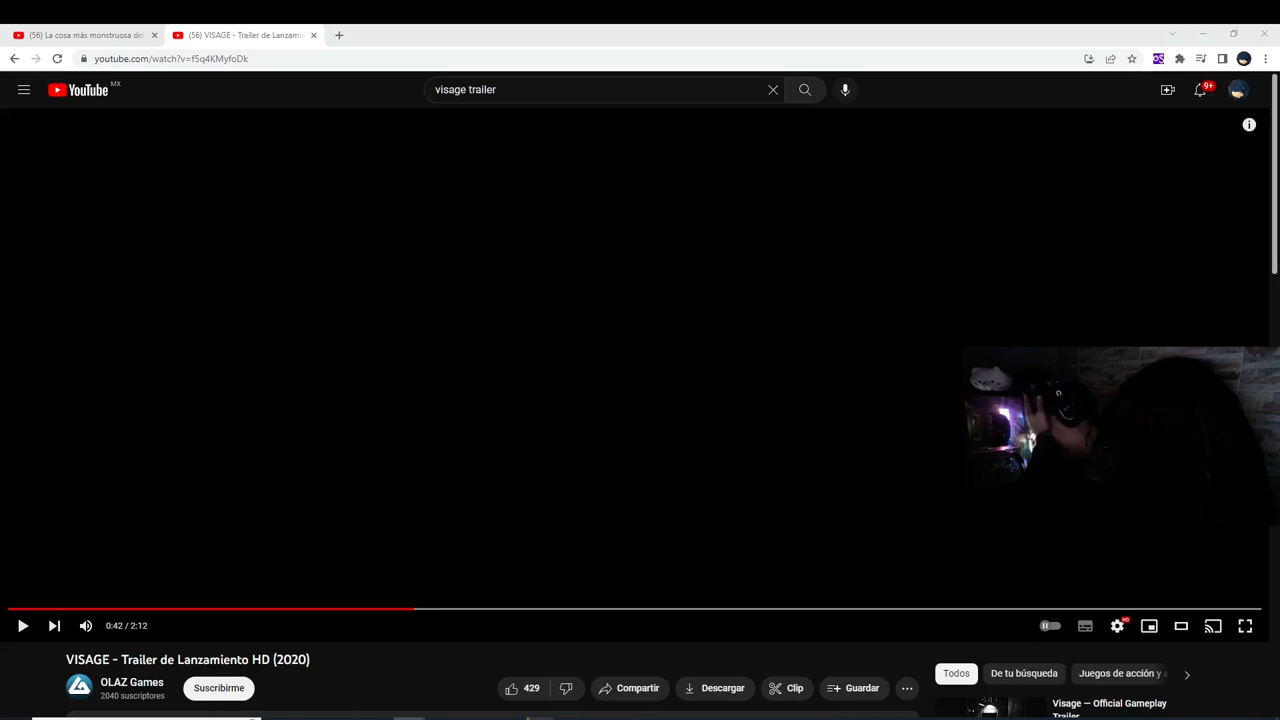 (56) La cosa más monstruosa de
(56) VISAGE - Trailer de Lanzamie
youtube.com/watch?v=f5q4KMyfoDk
YouTube MX
visage trailer
9+
0:42 / 2:12
HD
VISAGE - Trailer de Lanzamiento HD (2020)
OLAZ Games
2040 suscriptores
Suscribirme
429
Compartir
Descargar
Clip
Guardar
Todos
De tu búsqueda
Juegos de acción y a
Visage — Official Gameplay
Trailer